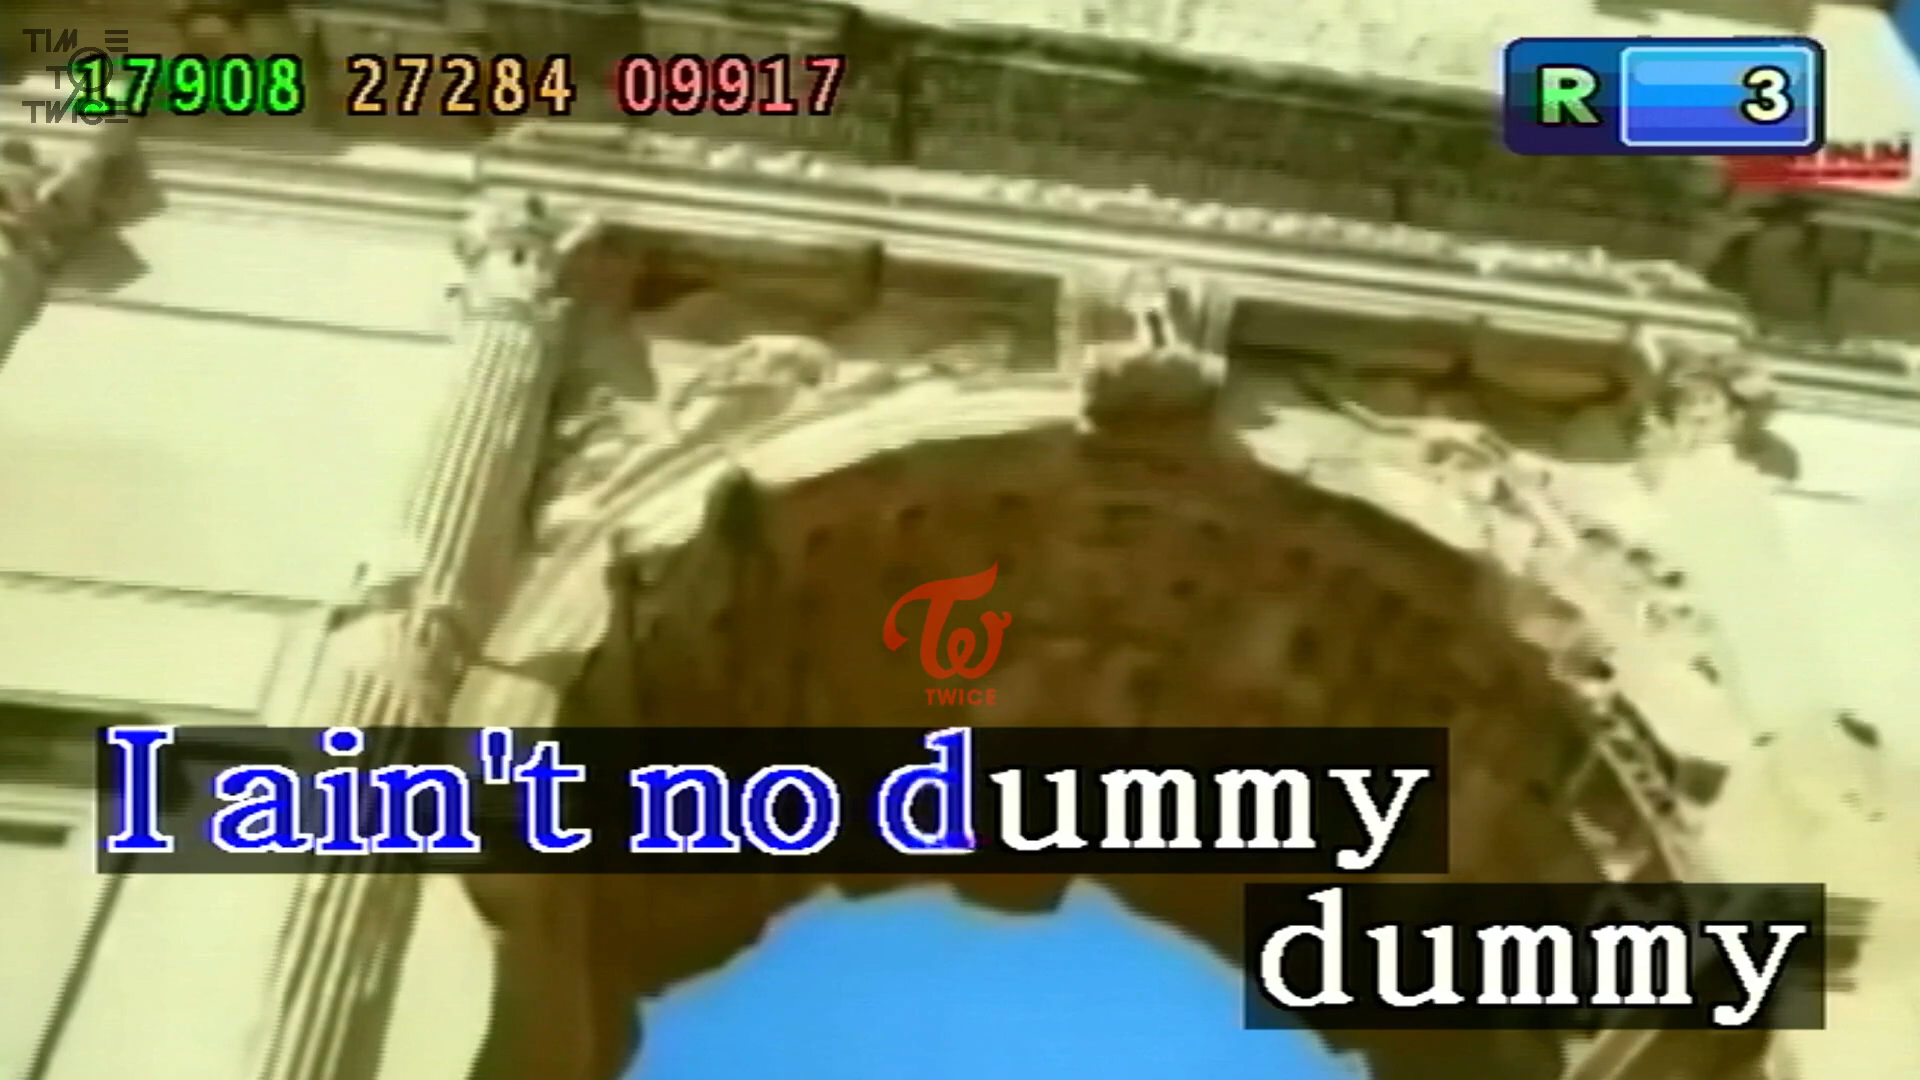 TIME
TO
TWICE
17908 27284 09917
R 3
TWICE
I ain't no dummy
dummy